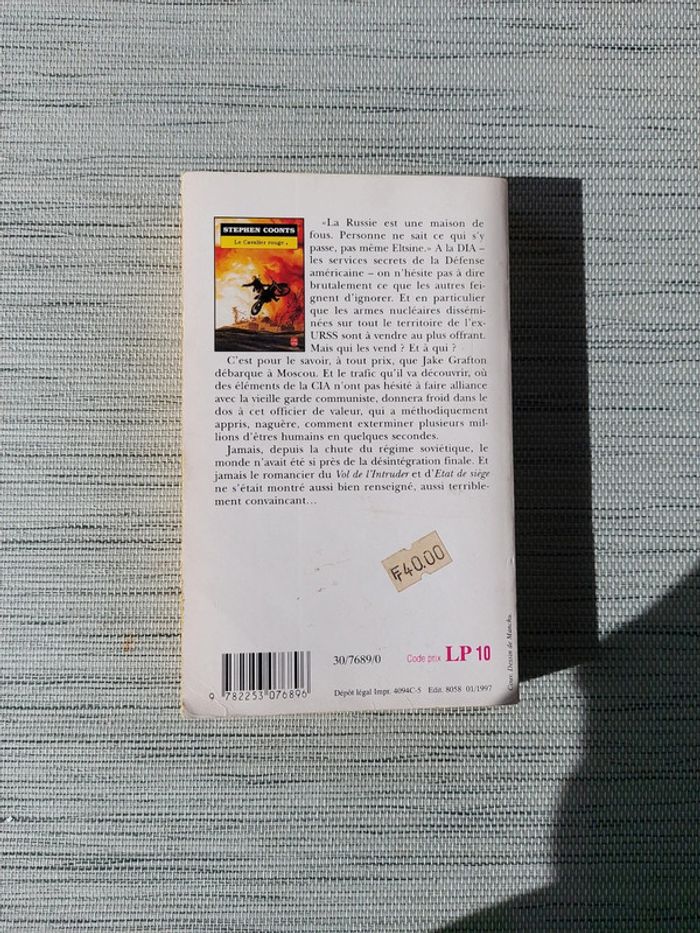 STEPHEN COONTS
Le Cavalier rouge
«La Russie est une maison de
fous. Personne ne sait ce qui s'y
passe, pas même Eltsine.» A la DIA –
les services secrets de la Défense
américaine – on n'hésite pas à dire
brutalement ce que les autres fei-
gnent d'ignorer. Et en particulier
que les armes nucléaires dissémi-
nées sur tout le territoire de l'ex-
URSS sont à vendre au plus offrant.
Mais qui les vend ? Et à qui ?
C'est pour le savoir, à tout prix, que Jake Grafton
débarque à Moscou. Et le trafic qu'il va découvrir, où
des éléments de la CIA n'ont pas hésité à faire alliance
avec la vieille garde communiste, donnera froid dans le
dos à cet officier de valeur, qui a méthodiquement
appris, naguère, comment exterminer plusieurs mil-
lions d'êtres humains en quelques secondes.
Jamais, depuis la chute du régime soviétique, le
monde n'avait été si près de la désintégration finale. Et
jamais le romancier du Vol de l'Intruder et d'Etat de siège
ne s'était montré aussi bien renseigné, aussi terrible-
ment convaincant...
F40.00
30/7689/0
Code prix LP 10
9 782253 076896
Dépôt légal Impr. 4094C-5 Edit. 8058 01/1997
Couv. Dessin de Manchu